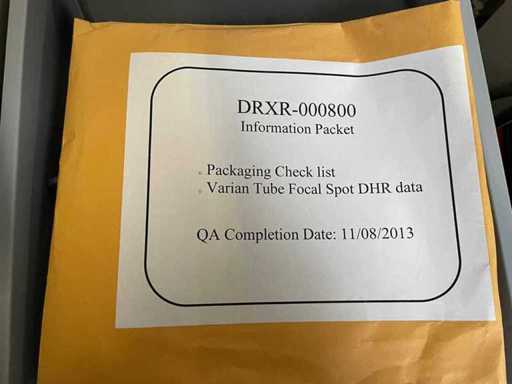 DRXR-000800
Information Packet
Packaging Check list
Varian Tube Focal Spot DHR data
QA Completion Date: 11/08/2013